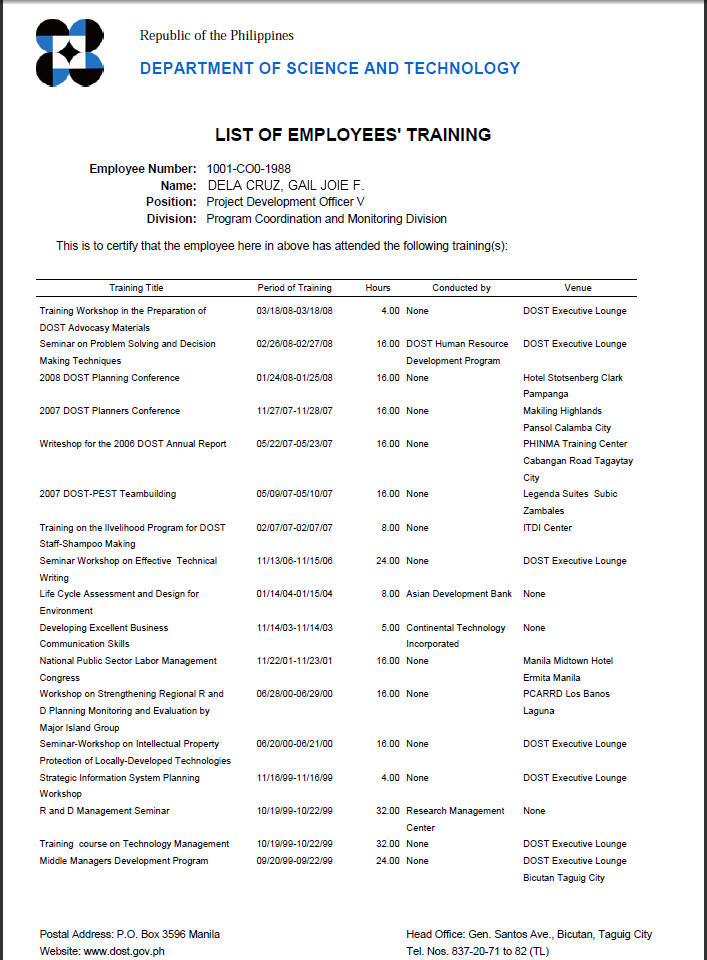 Republic of the Philippines
DEPARTMENT OF SCIENCE AND TECHNOLOGY
LIST OF EMPLOYEES' TRAINING
Employee Number: 1001-CO0-1988
Name: DELA CRUZ, GAIL JOIE F.
Position: Project Development Officer V
Division: Program Coordination and Monitoring Division
This is to certify that the employee here in above has attended the following training(s):
Training Title Period of Training Hours Conducted by Venue
Training Workshop in the Preparation of 03/18/08-03/18/08 4.00 None DOST Executive Lounge
DOST Advocasy Materials
Seminar on Problem Solving and Decision 02/26/08-02/27/08 16.00 DOST Human Resource DOST Executive Lounge
Making Techniques Development Program
2008 DOST Planning Conference 01/24/08-01/25/08 16.00 None Hotel Stotsenberg Clark
Pampanga
2007 DOST Planners Conference 11/27/07-11/28/07 16.00 None Makiling Highlands
Pansol Calamba City
Writeshop for the 2006 DOST Annual Report 05/22/07-05/23/07 16.00 None PHINMA Training Center
Cabangan Road Tagaytay
City
2007 DOST-PEST Teambuilding 05/09/07-05/10/07 16.00 None Legenda Suites Subic
Zambales
Training on the lIvelihood Program for DOST 02/07/07-02/07/07 8.00 None ITDI Center
Staff-Shampoo Making
Seminar Workshop on Effective Technical 11/13/06-11/15/06 24.00 None DOST Executive Lounge
Writing
Life Cycle Assessment and Design for 01/14/04-01/15/04 8.00 Asian Development Bank None
Environment
Developing Excellent Business 11/14/03-11/14/03 5.00 Continental Technology None
Communication Skills Incorporated
National Public Sector Labor Management 11/22/01-11/23/01 16.00 None Manila Midtown Hotel
Congress Ermita Manila
Workshop on Strengthening Regional R and 06/28/00-06/29/00 16.00 None PCARRD Los Banos
D Planning Monitoring and Evaluation by Laguna
Major Island Group
Seminar-Workshop on Intellectual Property 06/20/00-06/21/00 16.00 None DOST Executive Lounge
Protection of Locally-Developed Technologies
Strategic Information System Planning 11/16/99-11/16/99 4.00 None DOST Executive Lounge
Workshop
R and D Management Seminar 10/19/99-10/22/99 32.00 Research Management None
Center
Training course on Technology Management 10/19/99-10/22/99 32.00 None DOST Executive Lounge
Middle Managers Development Program 09/20/99-09/22/99 24.00 None DOST Executive Lounge
Bicutan Taguig City
Postal Address: P.O. Box 3596 Manila Head Office: Gen. Santos Ave., Bicutan, Taguig City
Website: www.dost.gov.ph Tel. Nos. 837-20-71 to 82 (TL)